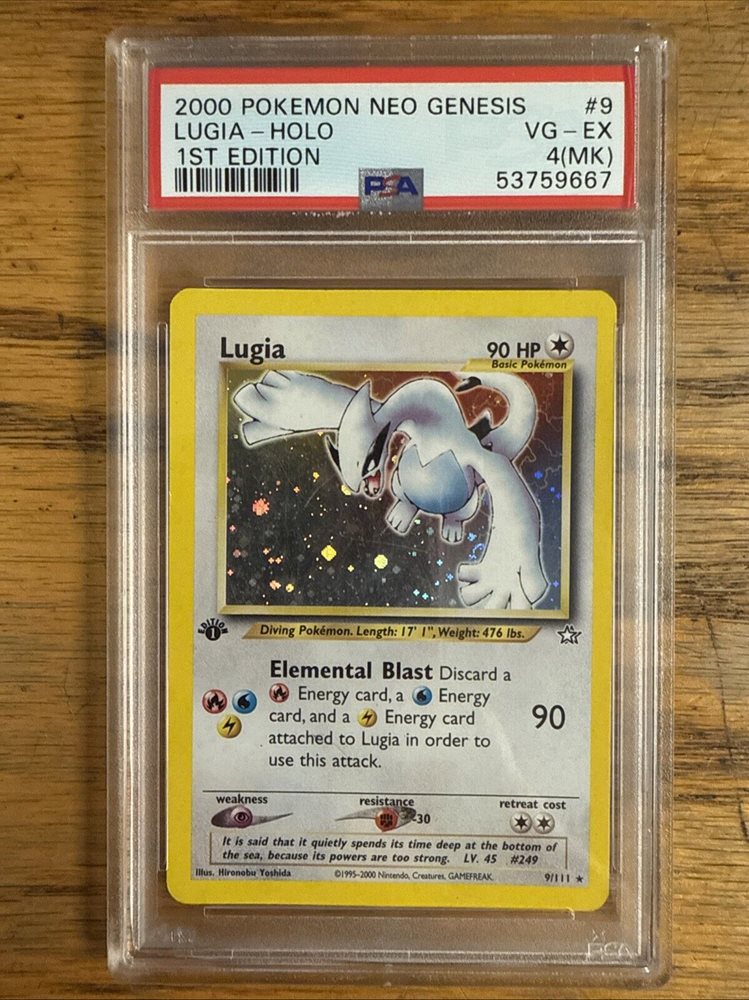 2000 POKEMON NEO GENESIS #9
LUGIA - HOLO VG - EX
1ST EDITION 4(MK)
PSA 53759667
Lugia 90 HP
Basic Pokémon
EDITION
1
Diving Pokémon. Length: 17' 1", Weight: 476 lbs.
Elemental Blast Discard a
Energy card, a Energy
card, and a Energy card 90
attached to Lugia in order to
use this attack.
weakness resistance retreat cost
-30
It is said that it quietly spends its time deep at the bottom of
the sea, because its powers are too strong. LV. 45 #249
Illus. Hironobu Yoshida ©1995-2000 Nintendo, Creatures, GAMEFREAK. 9/111 ★
PSA